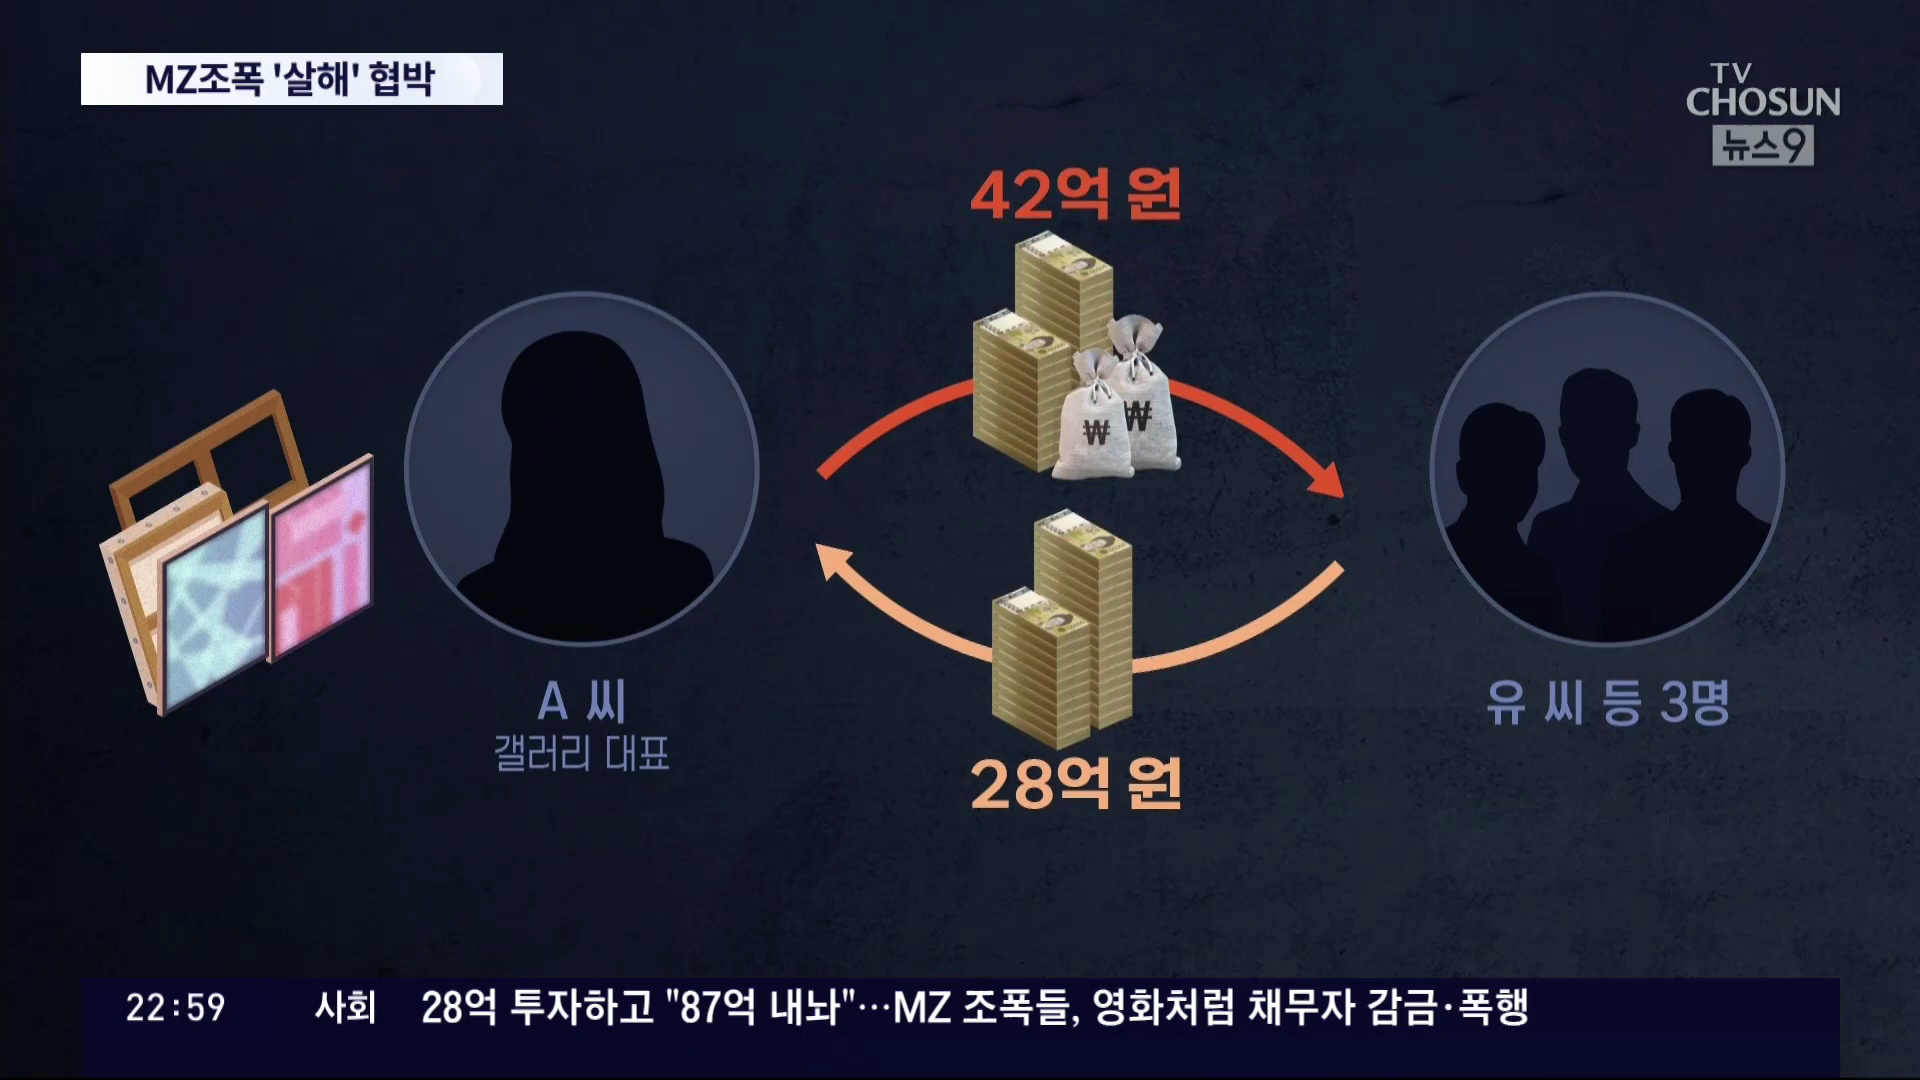 MZ조폭 '살해' 협박
TV
CHOSUN
뉴스9
42억 원
₩
₩
A 씨
갤러리 대표
유 씨 등 3명
28억 원
22:59 사회 28억 투자하고 "87억 내놔"…MZ 조폭들, 영화처럼 채무자 감금·폭행